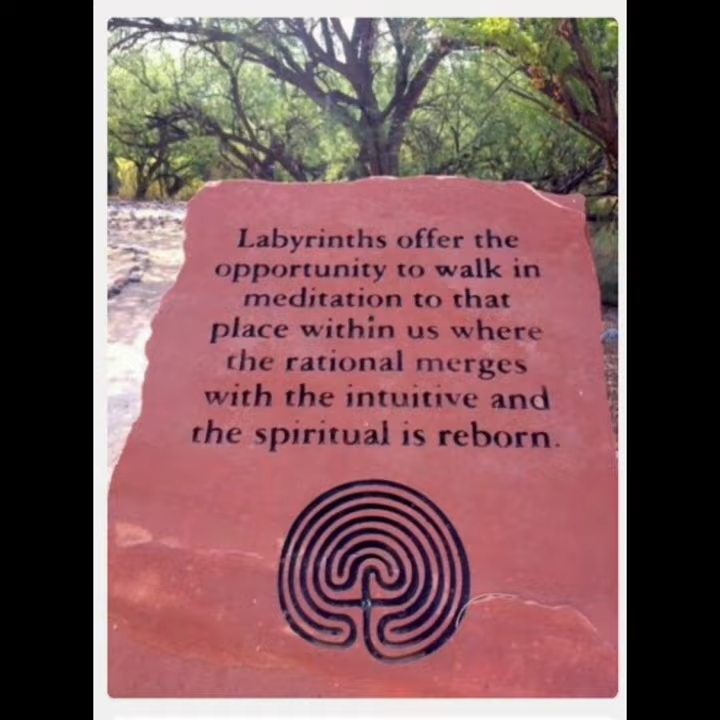 Labyrinths offer the
opportunity to walk in
meditation to that
place within us where
the rational merges
with the intuitive and
the spiritual is reborn.